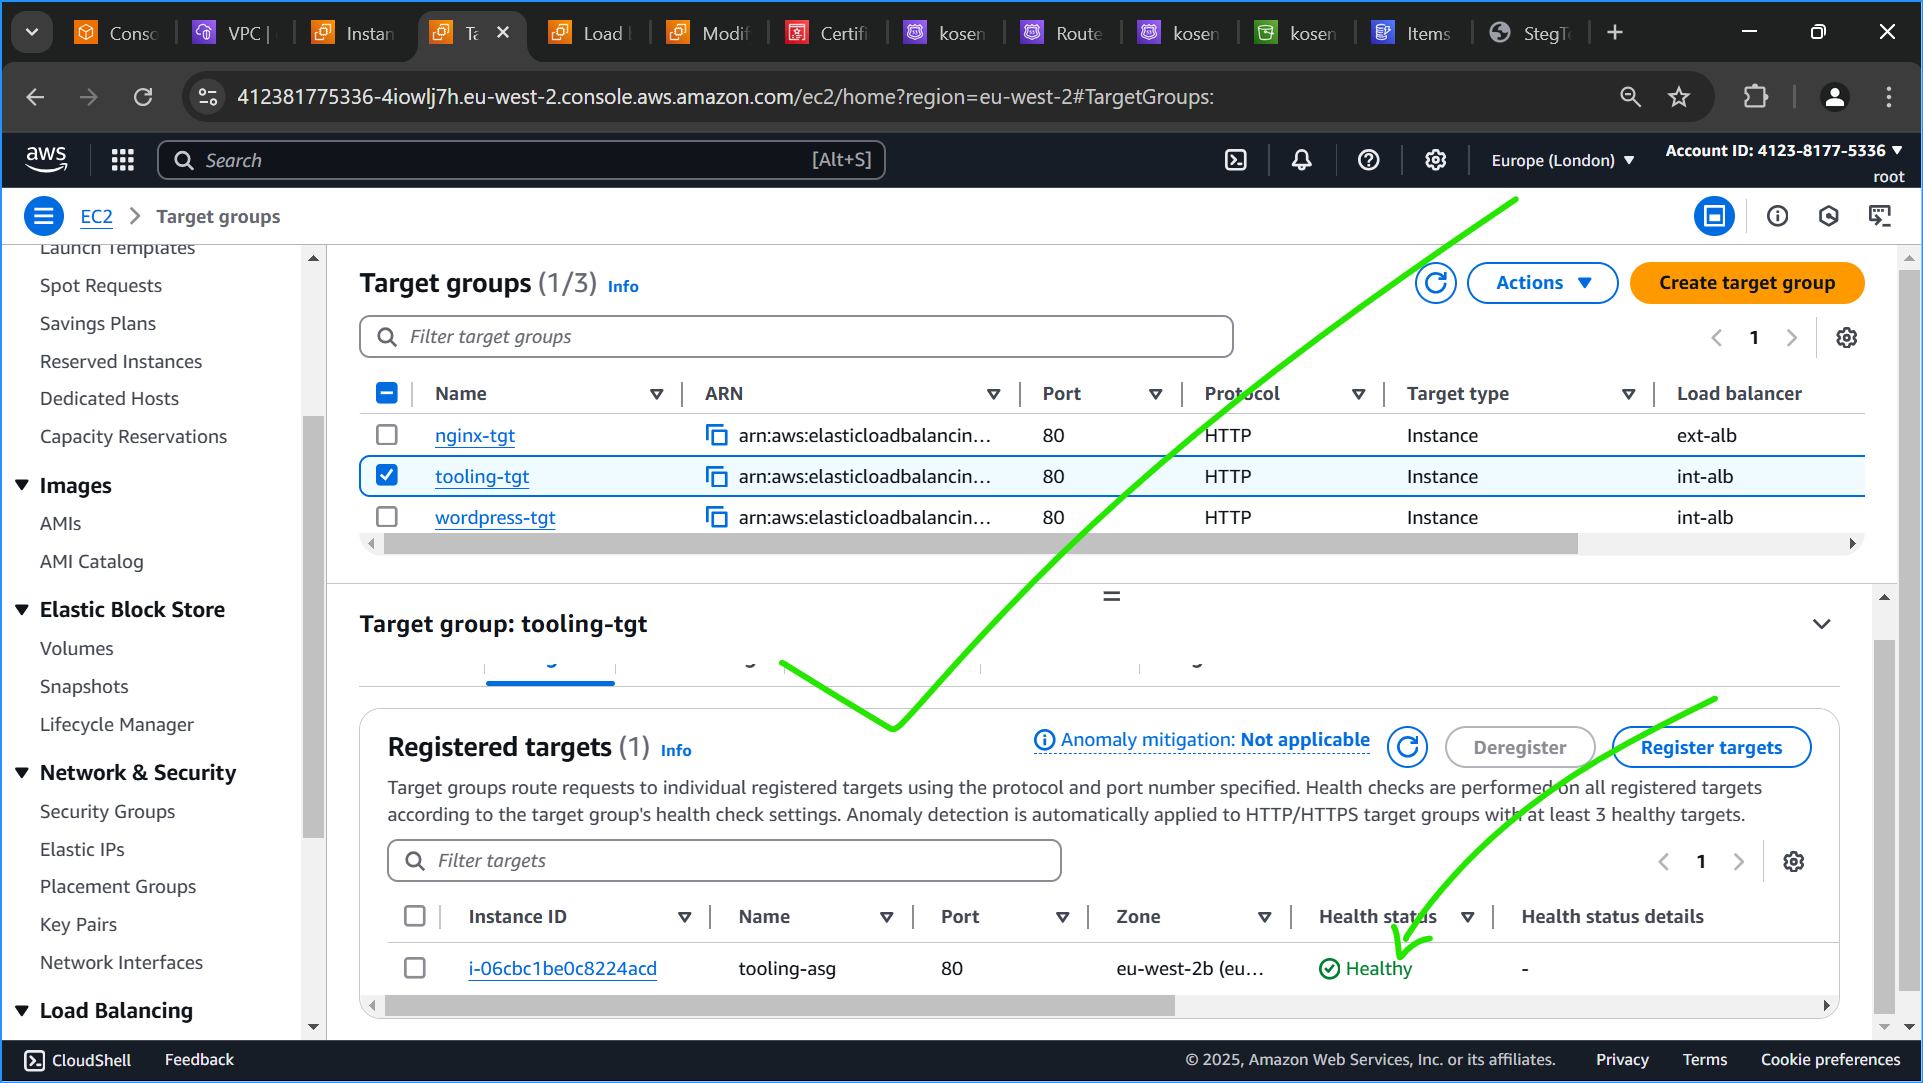 Conso
VPC |
Instan
Ta
Load
Modif
Certifi
kosen
Route
kosen
kosen
Items
StegTe
412381775336-4iowlj7h.eu-west-2.console.aws.amazon.com/ec2/home?region=eu-west-2#TargetGroups:
aws
Search
[Alt+S]
Europe (London)
Account ID: 4123-8177-5336
root
EC2 > Target groups
Launch Templates
Spot Requests
Savings Plans
Reserved Instances
Dedicated Hosts
Capacity Reservations
Images
AMIs
AMI Catalog
Elastic Block Store
Volumes
Snapshots
Lifecycle Manager
Network & Security
Security Groups
Elastic IPs
Placement Groups
Key Pairs
Network Interfaces
Load Balancing
Target groups (1/3) Info
Actions
Create target group
Filter target groups
1
Name ARN Port Protocol Target type Load balancer
nginx-tgt arn:aws:elasticloadbalancin… 80 HTTP Instance ext-alb
tooling-tgt arn:aws:elasticloadbalancin… 80 HTTP Instance int-alb
wordpress-tgt arn:aws:elasticloadbalancin… 80 HTTP Instance int-alb
Target group: tooling-tgt
Registered targets (1) Info
Anomaly mitigation: Not applicable
Deregister
Register targets
Target groups route requests to individual registered targets using the protocol and port number specified. Health checks are performed on all registered targets
according to the target group's health check settings. Anomaly detection is automatically applied to HTTP/HTTPS target groups with at least 3 healthy targets.
Filter targets
1
Instance ID Name Port Zone Health status Health status details
i-06cbc1be0c8224acd tooling-asg 80 eu-west-2b (eu… Healthy -
CloudShell Feedback © 2025, Amazon Web Services, Inc. or its affiliates. Privacy Terms Cookie preferences